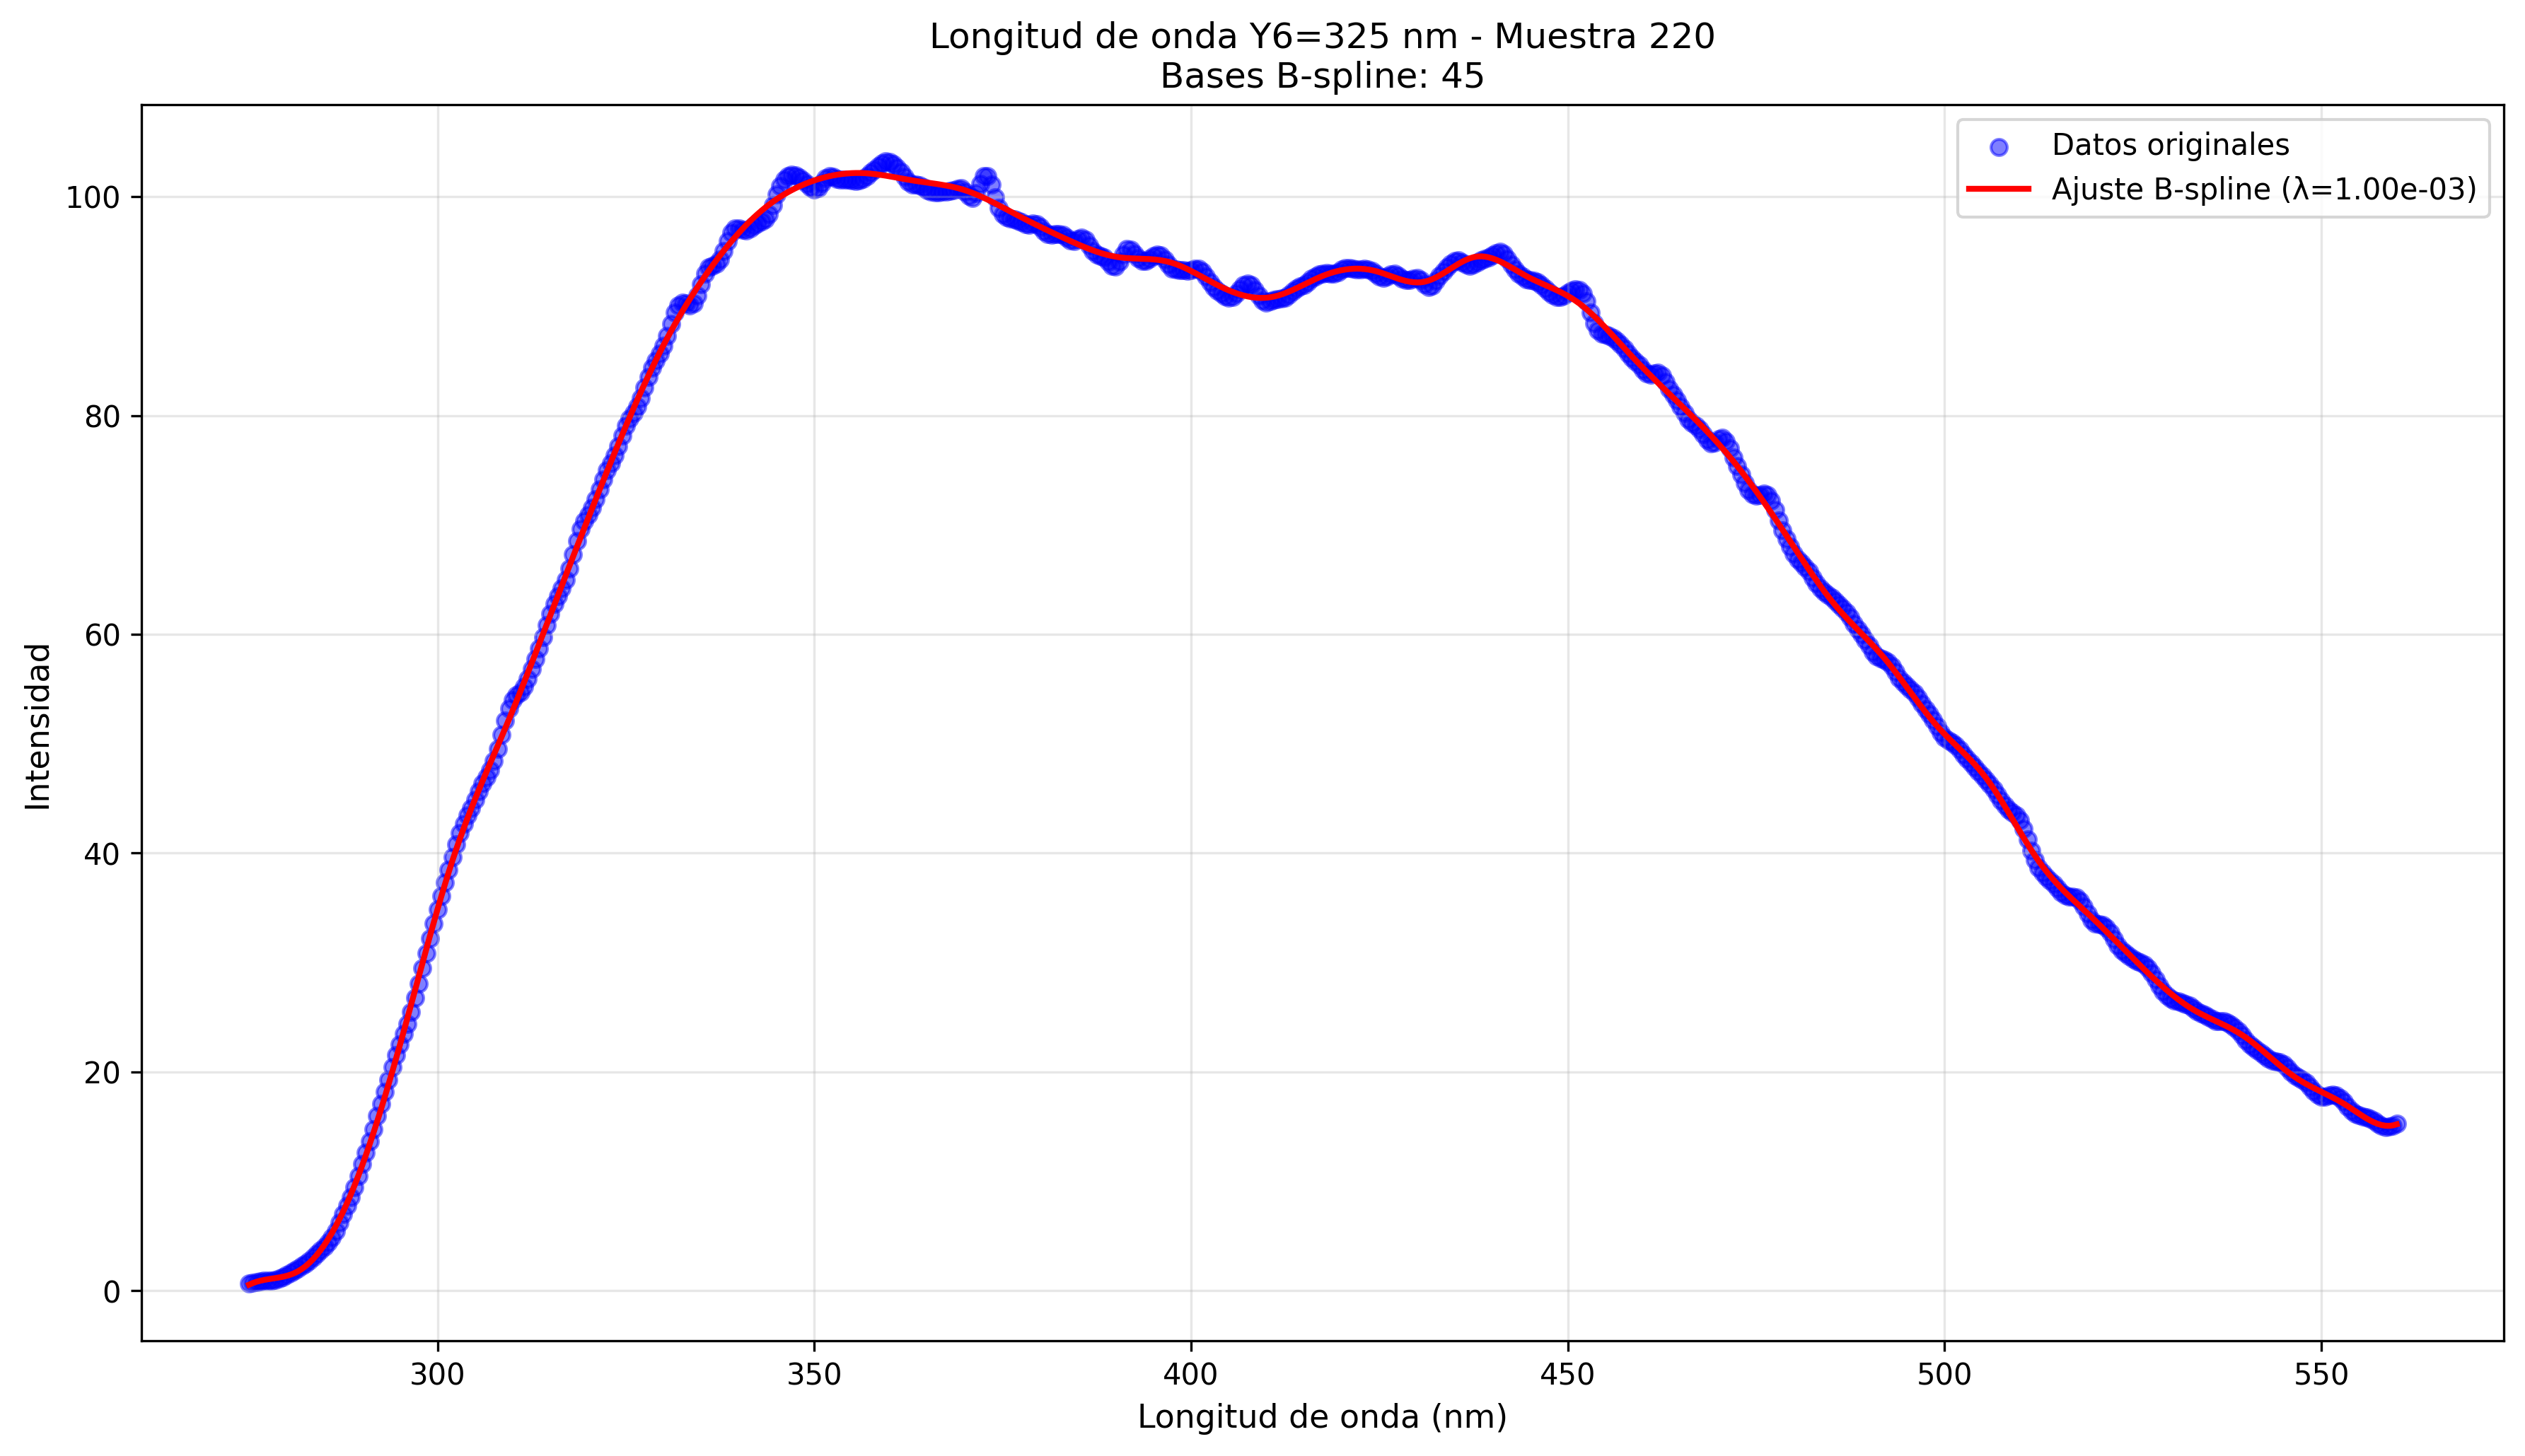 Longitud de onda Y6=325 nm - Muestra 220
Bases B-spline: 45
Datos originales
Ajuste B-spline (λ=1.00e-03)
Intensidad
100
80
60
40
20
0
300 350 400 450 500 550
Longitud de onda (nm)